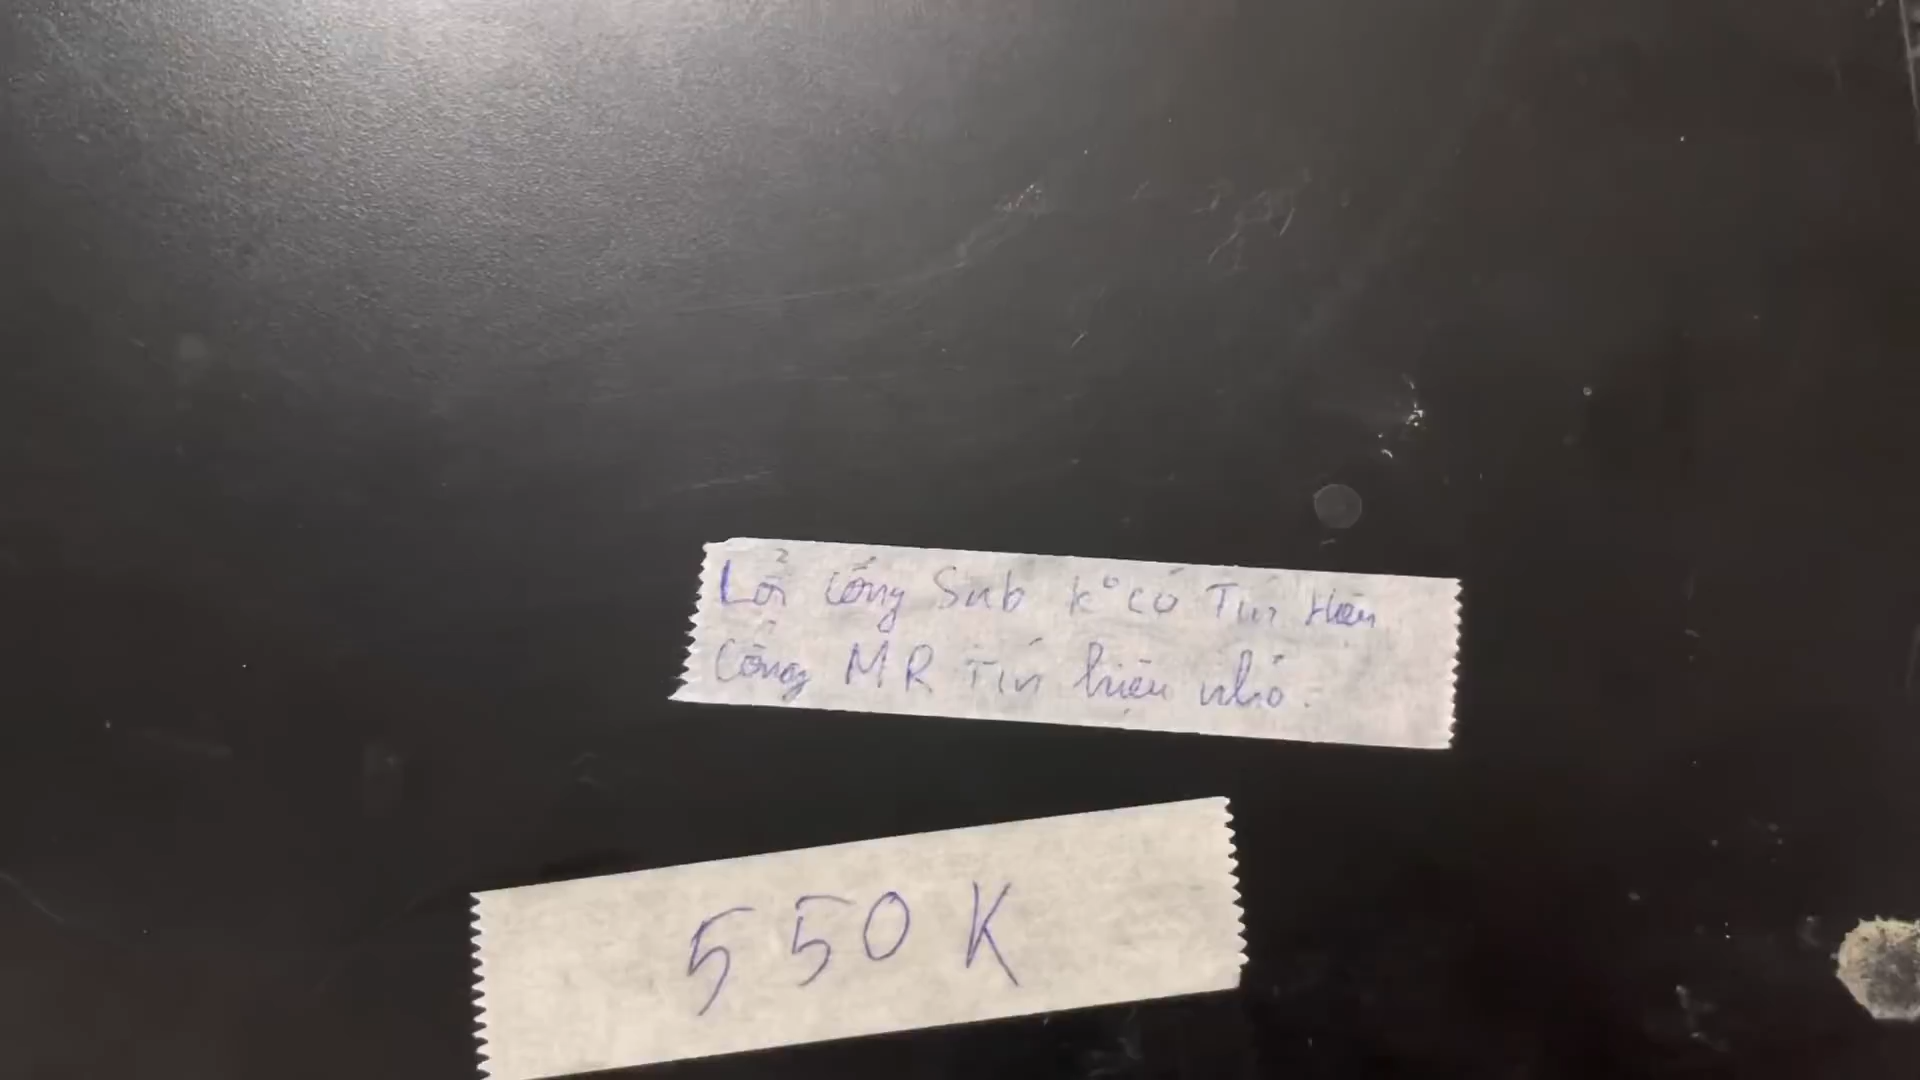 Lỗi cổng Sub k° có Tín Hiệu
Cổng MR Tín hiệu nhỏ.
550K